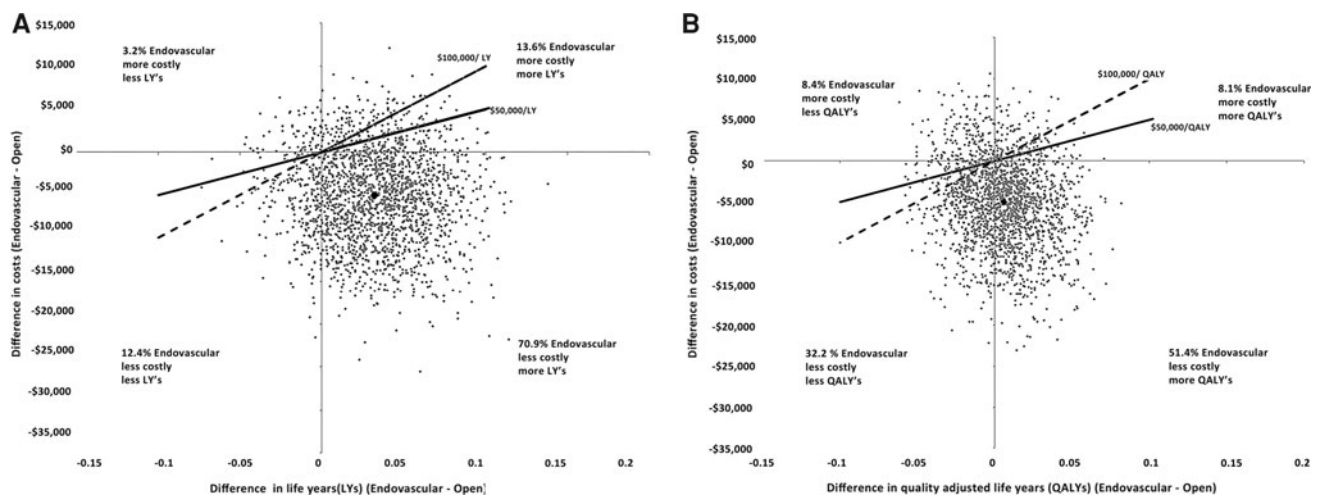 A
$15,000
$10,000
$5,000
$0
-$5,000
-$10,000
-$15,000
-$20,000
-$25,000
-$30,000
-$35,000
Difference in costs (Endovascular - Open)
3.2% Endovascular
more costly
less LY's
$100,000/ LY
13.6% Endovascular
more costly
more LY's
$50,000/LY
12.4% Endovascular
less costly
less LY's
70.9% Endovascular
less costly
more LY's
-0.15 -0.1 -0.05 0 0.05 0.1 0.15 0.2
Difference in life years(LYs) (Endovascular - Open)
B
$15,000
$10,000
$5,000
$0
-$5,000
-$10,000
-$15,000
-$20,000
-$25,000
-$30,000
-$35,000
Difference in costs (Endovascular - Open)
8.4% Endovascular
more costly
less QALY's
$100,000/ QALY
8.1% Endovascular
more costly
more QALY's
$50,000/QALY
32.2 % Endovascular
less costly
less QALY's
51.4% Endovascular
less costly
more QALY's
-0.15 -0.1 -0.05 0 0.05 0.1 0.15 0.2
Difference in quality adjusted life years (QALYs) (Endovascular - Open)